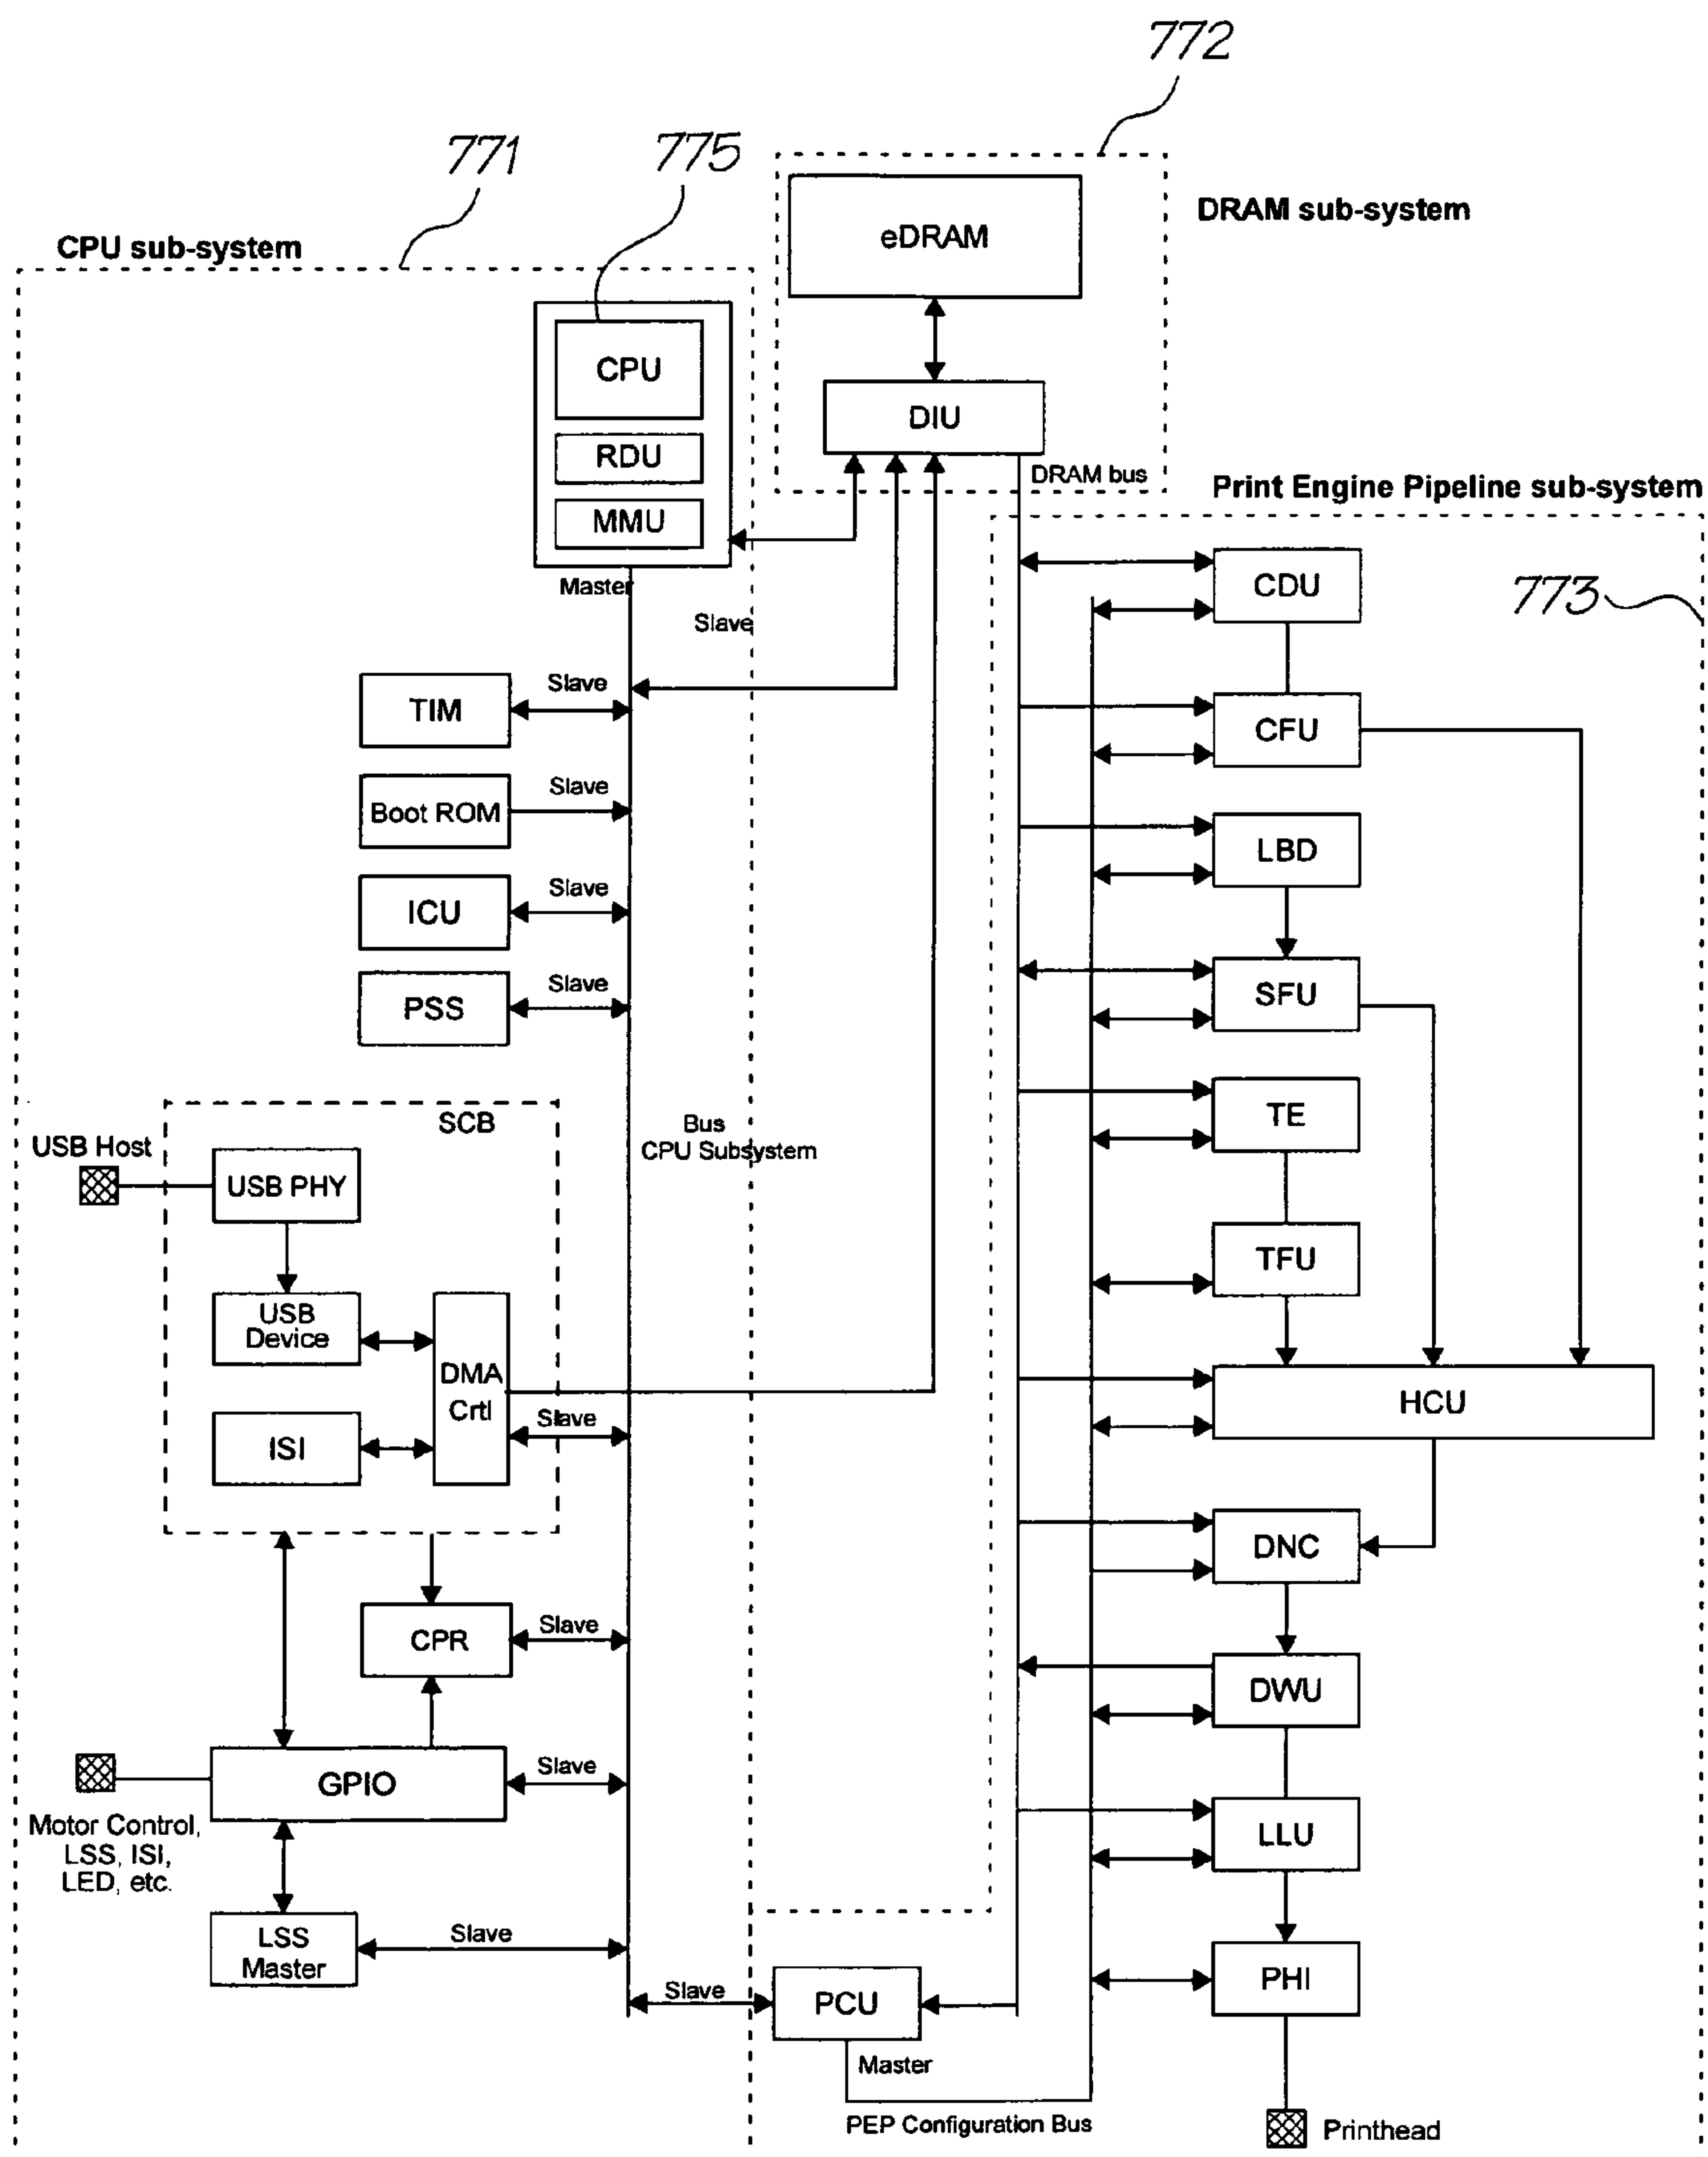 772
771
775
DRAM sub-system
CPU sub-system
eDRAM
CPU
DIU
RDU
DRAM bus
Print Engine Pipeline sub-system
MMU
Master
CDU
773
Slave
TIM
Slave
CFU
Boot ROM
Slave
LBD
ICU
Slave
PSS
Slave
SFU
SCB
Bus
CPU Subsystem
TE
USB Host
USB PHY
TFU
USB
Device
DMA
Crtl
Slave
HCU
ISI
DNC
CPR
Slave
DWU
GPIO
Slave
Motor Control,
LSS, ISI,
LED, etc.
LLU
LSS
Master
Slave
PHI
Slave
PCU
Master
PEP Configuration Bus
Printhead